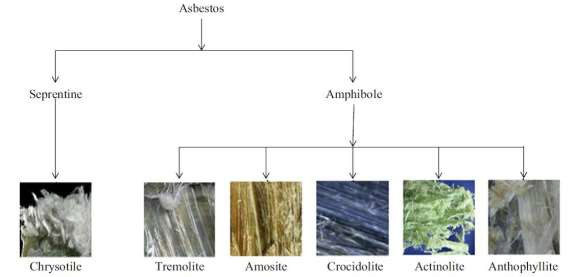 Asbestos
Seprentine
Amphibole
Chrysotile
Tremolite
Amosite
Crocidolite
Actinolite
Anthophyllite